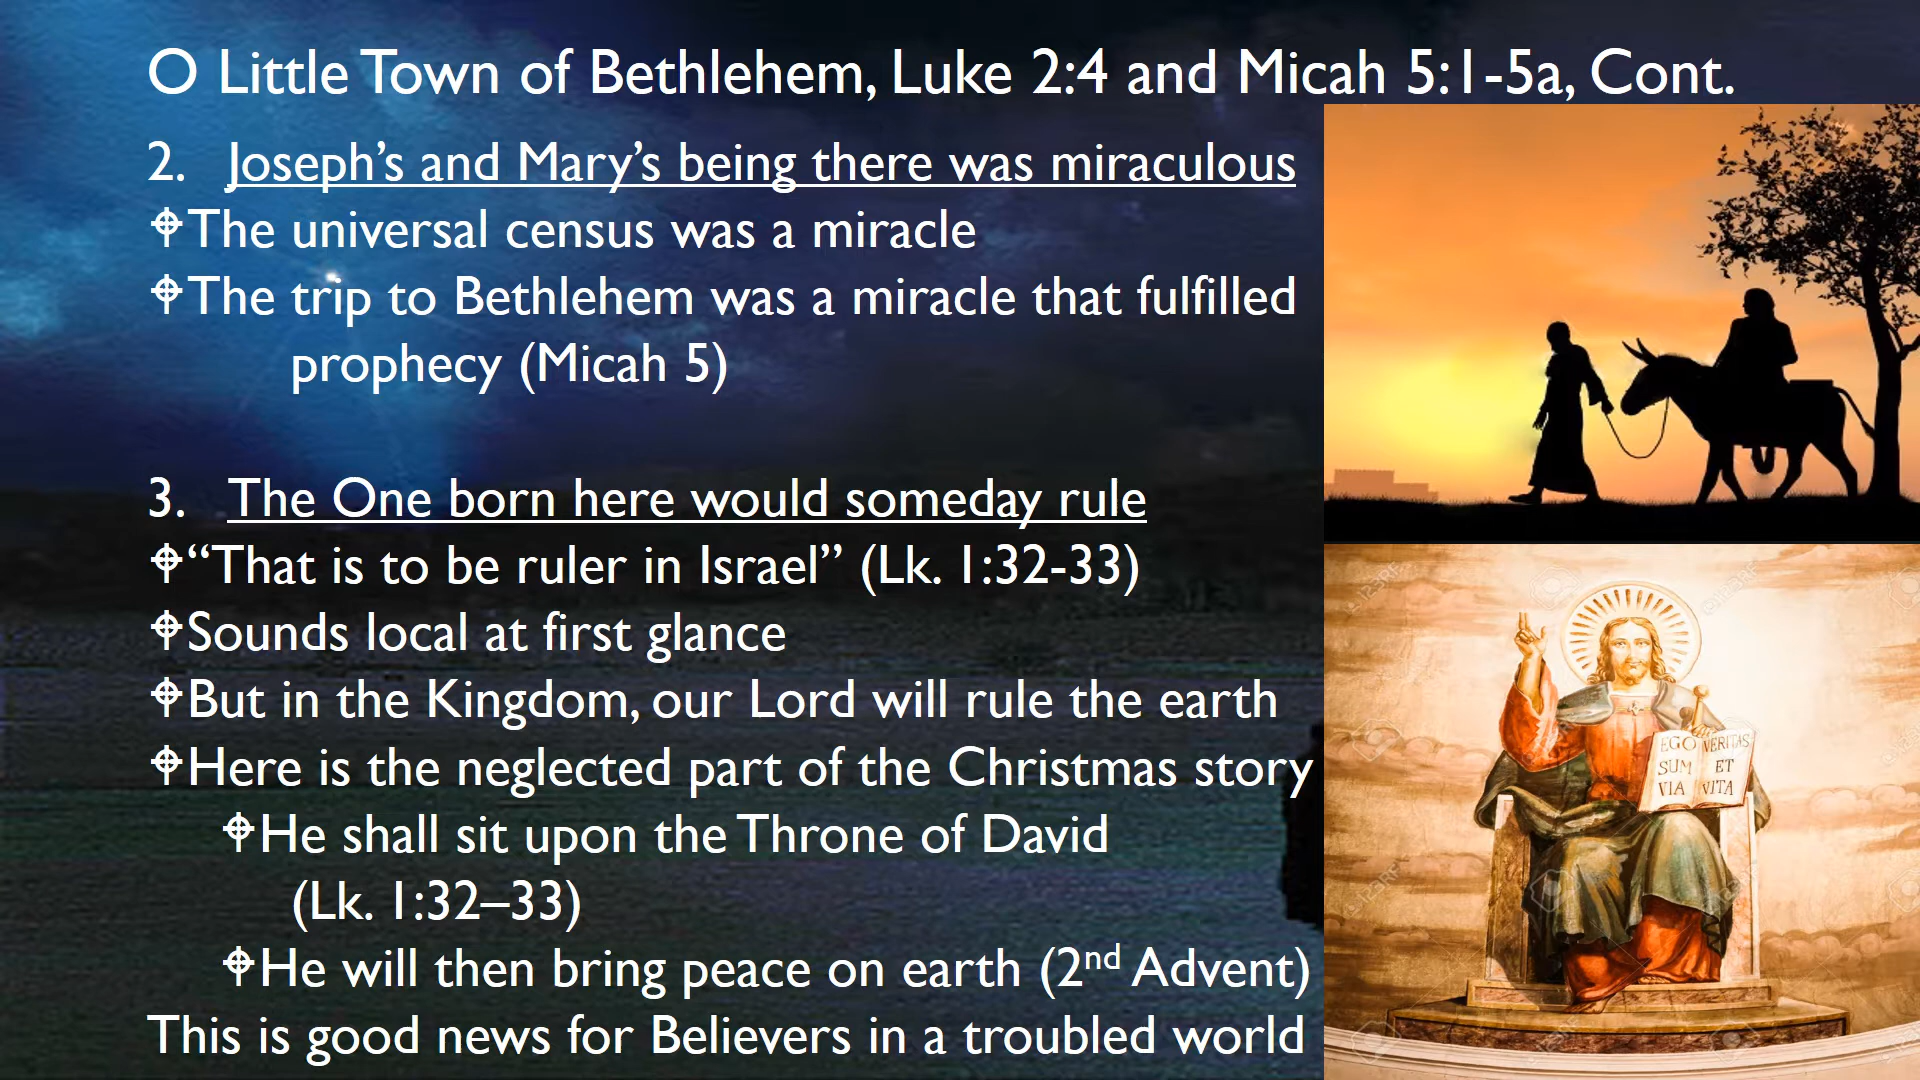 O Little Town of Bethlehem, Luke 2:4 and Micah 5:1-5a, Cont.
2. Joseph’s and Mary’s being there was miraculous
The universal census was a miracle
The trip to Bethlehem was a miracle that fulfilled
prophecy (Micah 5)
3. The One born here would someday rule
“That is to be ruler in Israel” (Lk. 1:32-33)
Sounds local at first glance
But in the Kingdom, our Lord will rule the earth
Here is the neglected part of the Christmas story
He shall sit upon the Throne of David
(Lk. 1:32–33)
He will then bring peace on earth (2nd Advent)
This is good news for Believers in a troubled world
EGO VERITAS
SUM ET
VIA VITA
123RF
123RF
123RF
123RF